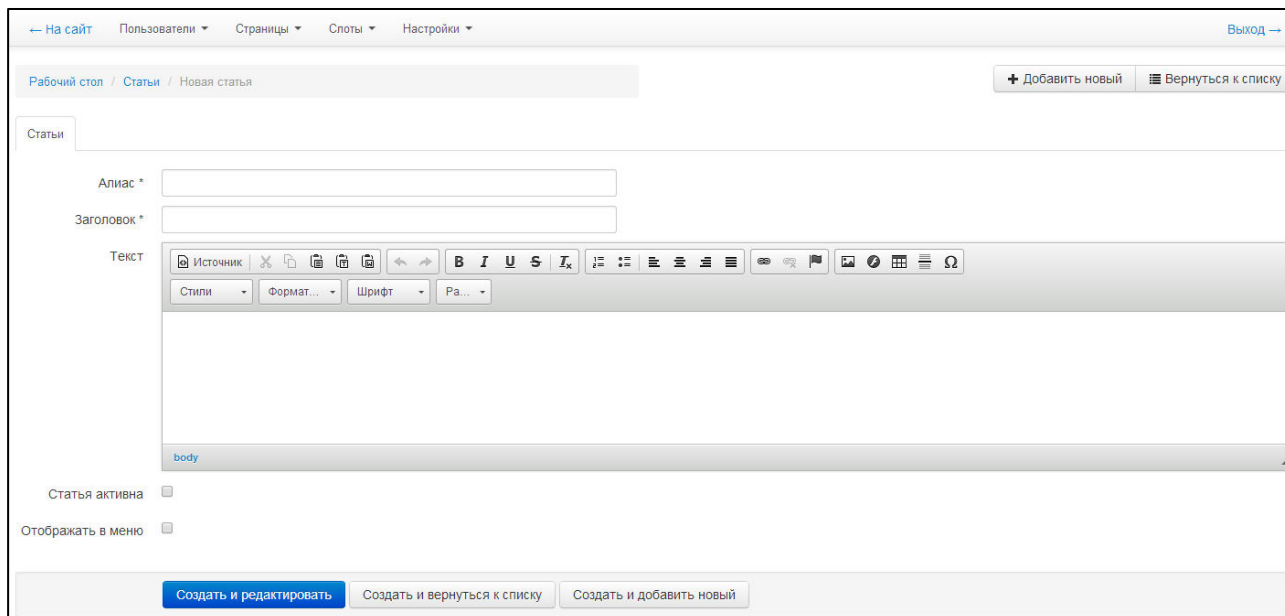 ← На сайт Пользователи Страницы Слоты Настройки Выход →
Рабочий стол / Статьи / Новая статья Добавить новый Вернуться к списку
Статьи
Алиас *
Заголовок *
Текст Источник B I U S Ix Ω
Стили Формат... Шрифт Ра...
body
Статья активна
Отображать в меню
Создать и редактировать Создать и вернуться к списку Создать и добавить новый